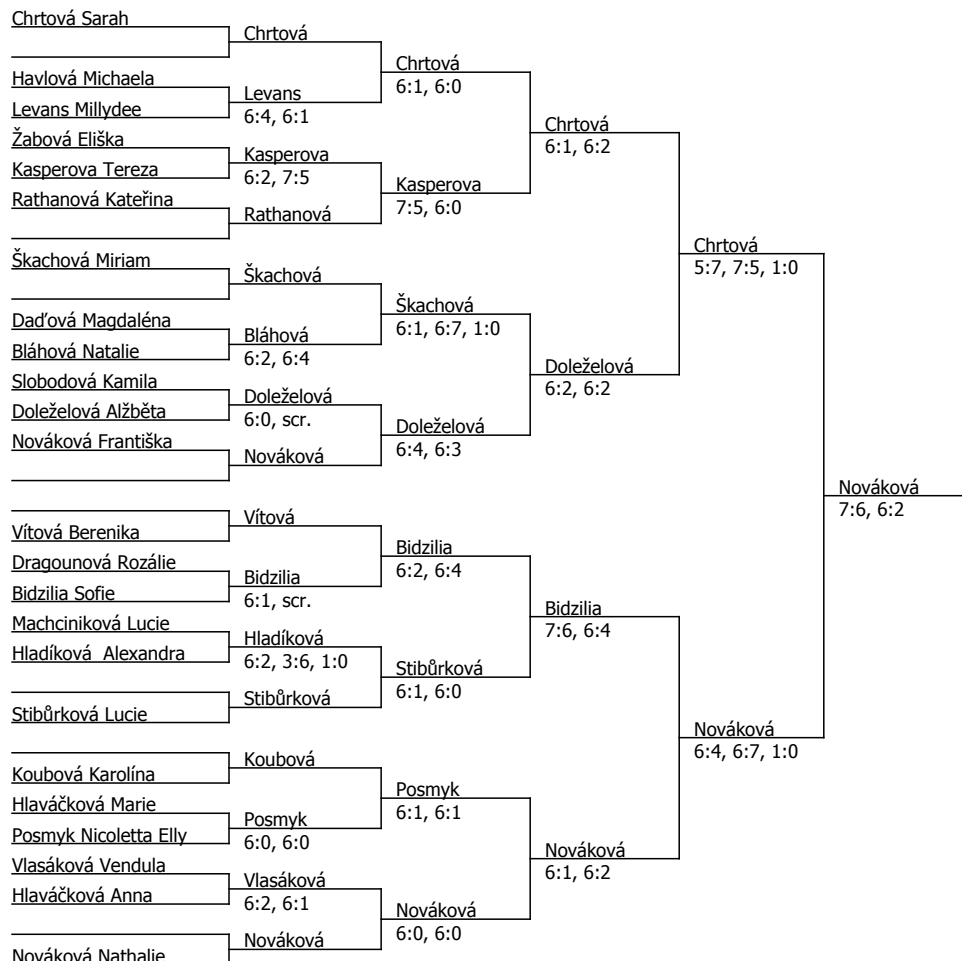 Chrtová Sarah
Havlová Michaela
Levans Millydee
Žabová Eliška
Kasperova Tereza
Rathanová Kateřina
Škachová Miriam
Daďová Magdaléna
Bláhová Natalie
Slobodová Kamila
Doleželová Alžběta
Nováková Františka
Vítová Berenika
Dragounová Rozálie
Bidzilia Sofie
Machciniková Lucie
Hladíková  Alexandra
Stibůrková Lucie
Koubová Karolína
Hlaváčková Marie
Posmyk Nicoletta Elly
Vlasáková Vendula
Hlaváčková Anna
Nováková Nathalie
Chrtová
Levans
6:4, 6:1
Kasperova
6:2, 7:5
Rathanová
Škachová
Bláhová
6:2, 6:4
Doleželová
6:0, scr.
Nováková
Vítová
Bidzilia
6:1, scr.
Hladíková
6:2, 3:6, 1:0
Stibůrková
Koubová
Posmyk
6:0, 6:0
Vlasáková
6:2, 6:1
Nováková
Chrtová
6:1, 6:0
Kasperova
7:5, 6:0
Škachová
6:1, 6:7, 1:0
Doleželová
6:4, 6:3
Bidzilia
6:2, 6:4
Stibůrková
6:1, 6:0
Posmyk
6:1, 6:1
Nováková
6:0, 6:0
Chrtová
6:1, 6:2
Doleželová
6:2, 6:2
Bidzilia
7:6, 6:4
Nováková
6:1, 6:2
Chrtová
5:7, 7:5, 1:0
Nováková
6:4, 6:7, 1:0
Nováková
7:6, 6:2